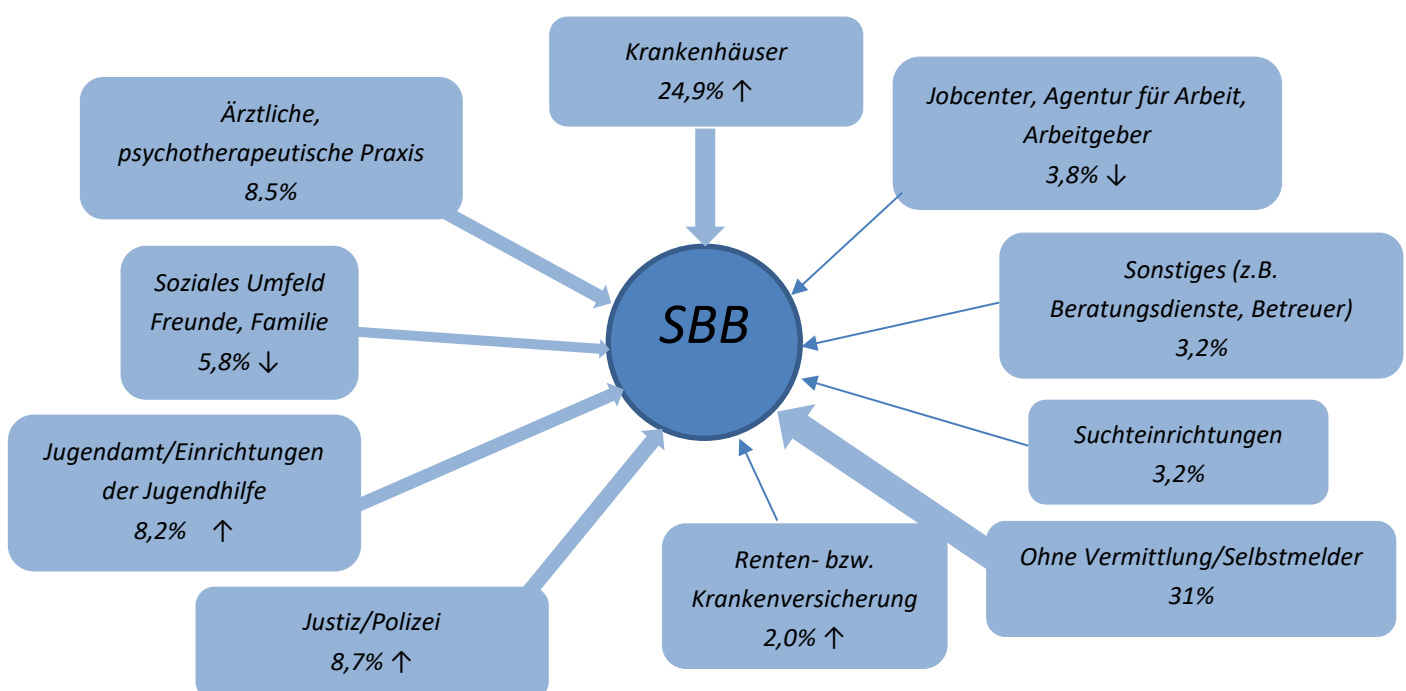 Krankenhäuser
24,9% ↑
Ärztliche,
psychotherapeutische Praxis
8,5%
Jobcenter, Agentur für Arbeit,
Arbeitgeber
3,8% ↓
Soziales Umfeld
Freunde, Familie
5,8% ↓
SBB
Sonstiges (z.B.
Beratungsdienste, Betreuer)
3,2%
Jugendamt/Einrichtungen
der Jugendhilfe
8,2% ↑
Suchteinrichtungen
3,2%
Justiz/Polizei
8,7% ↑
Renten- bzw.
Krankenversicherung
2,0% ↑
Ohne Vermittlung/Selbstmelder
31%